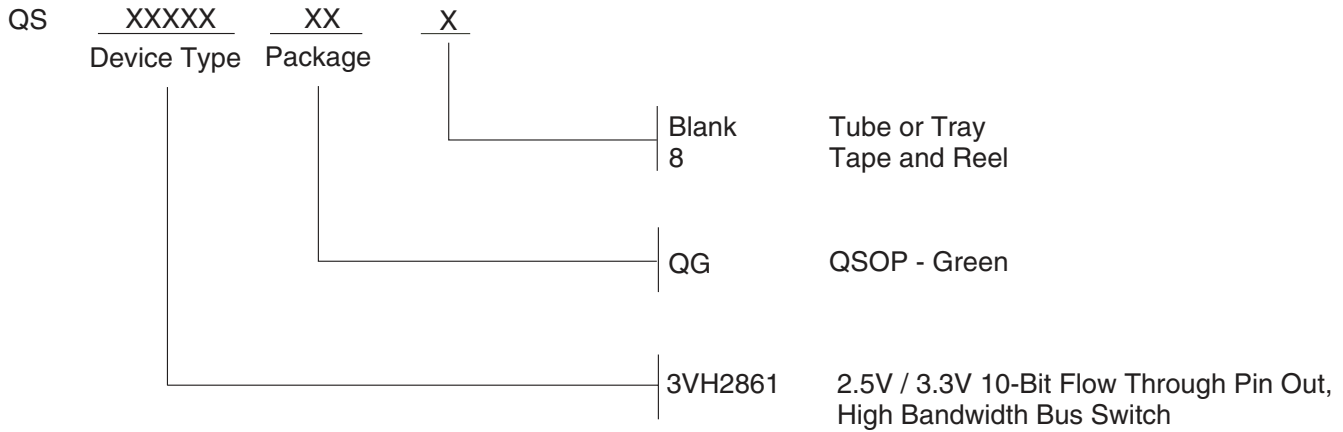 QS XXXXX XX X
Device Type Package
Blank Tube or Tray
8 Tape and Reel
QG QSOP - Green
3VH2861 2.5V / 3.3V 10-Bit Flow Through Pin Out,
High Bandwidth Bus Switch